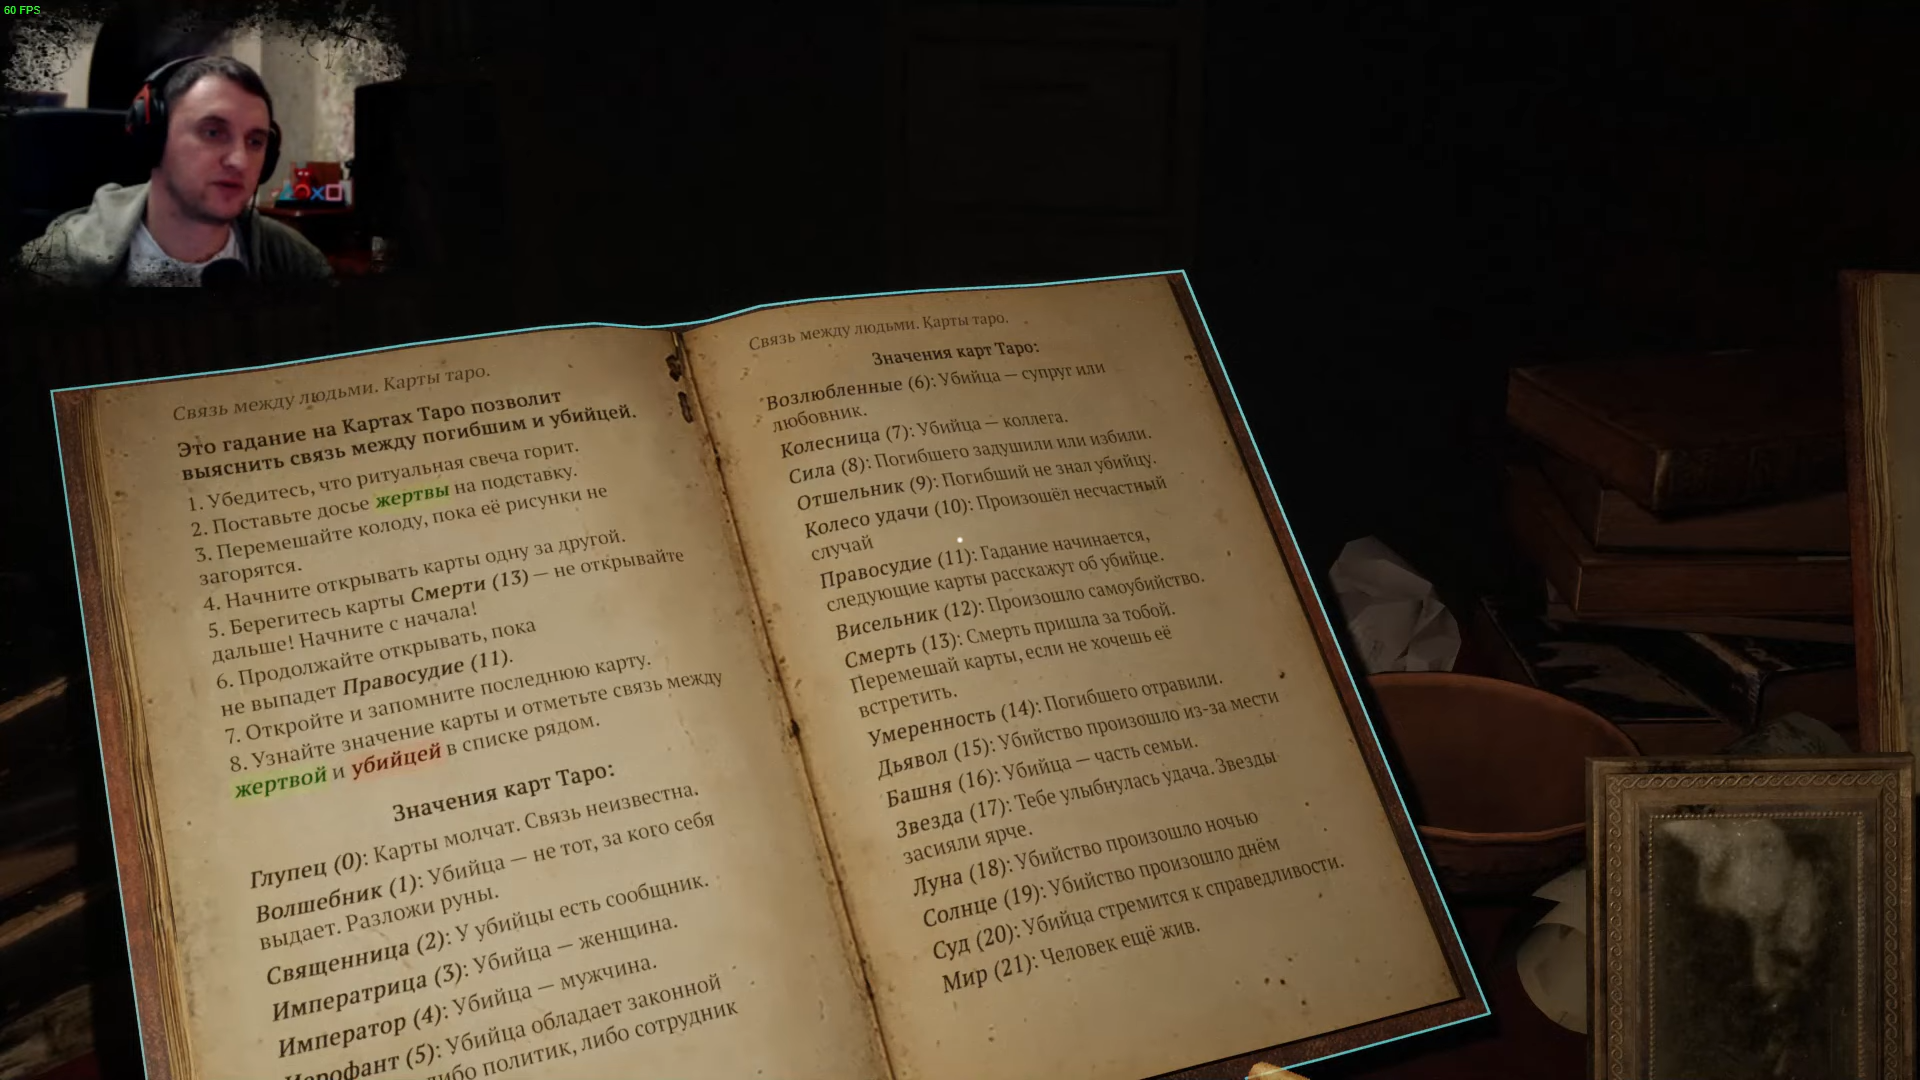 60 FPS
Связь между людьми. Карты таро.
Это гадание на Картах Таро позволит
выяснить связь между погибшим и убийцей.
1. Убедитесь, что ритуальная свеча горит.
2. Поставьте досье жертвы на подставку.
3. Перемешайте колоду, пока её рисунки не
загорятся.
4. Начните открывать карты одну за другой.
5. Берегитесь карты Смерти (13) — не открывайте
дальше! Начните с начала!
6. Продолжайте открывать, пока
не выпадет Правосудие (11).
7. Откройте и запомните последнюю карту.
8. Узнайте значение карты и отметьте связь между
жертвой и убийцей в списке рядом.
Значения карт Таро:
Глупец (0): Карты молчат. Связь неизвестна.
Волшебник (1): Убийца — не тот, за кого себя
выдает. Разложи руны.
Священница (2): У убийцы есть сообщник.
Императрица (3): Убийца — женщина.
Император (4): Убийца — мужчина.
Иерофант (5): Убийца обладает законной
либо политик, либо сотрудник
Связь между людьми. Карты таро.
Значения карт Таро:
Возлюбленные (6): Убийца — супруг или
любовник.
Колесница (7): Убийца — коллега.
Сила (8): Погибшего задушили или избили.
Отшельник (9): Погибший не знал убийцу.
Колесо удачи (10): Произошёл несчастный
случай
Правосудие (11): Гадание начинается,
следующие карты расскажут об убийце.
Висельник (12): Произошло самоубийство.
Смерть (13): Смерть пришла за тобой.
Перемешай карты, если не хочешь её
встретить.
Умеренность (14): Погибшего отравили.
Дьявол (15): Убийство произошло из-за мести
Башня (16): Убийца — часть семьи.
Звезда (17): Тебе улыбнулась удача. Звезды
засияли ярче.
Луна (18): Убийство произошло ночью
Солнце (19): Убийство произошло днём
Суд (20): Убийца стремится к справедливости.
Мир (21): Человек ещё жив.